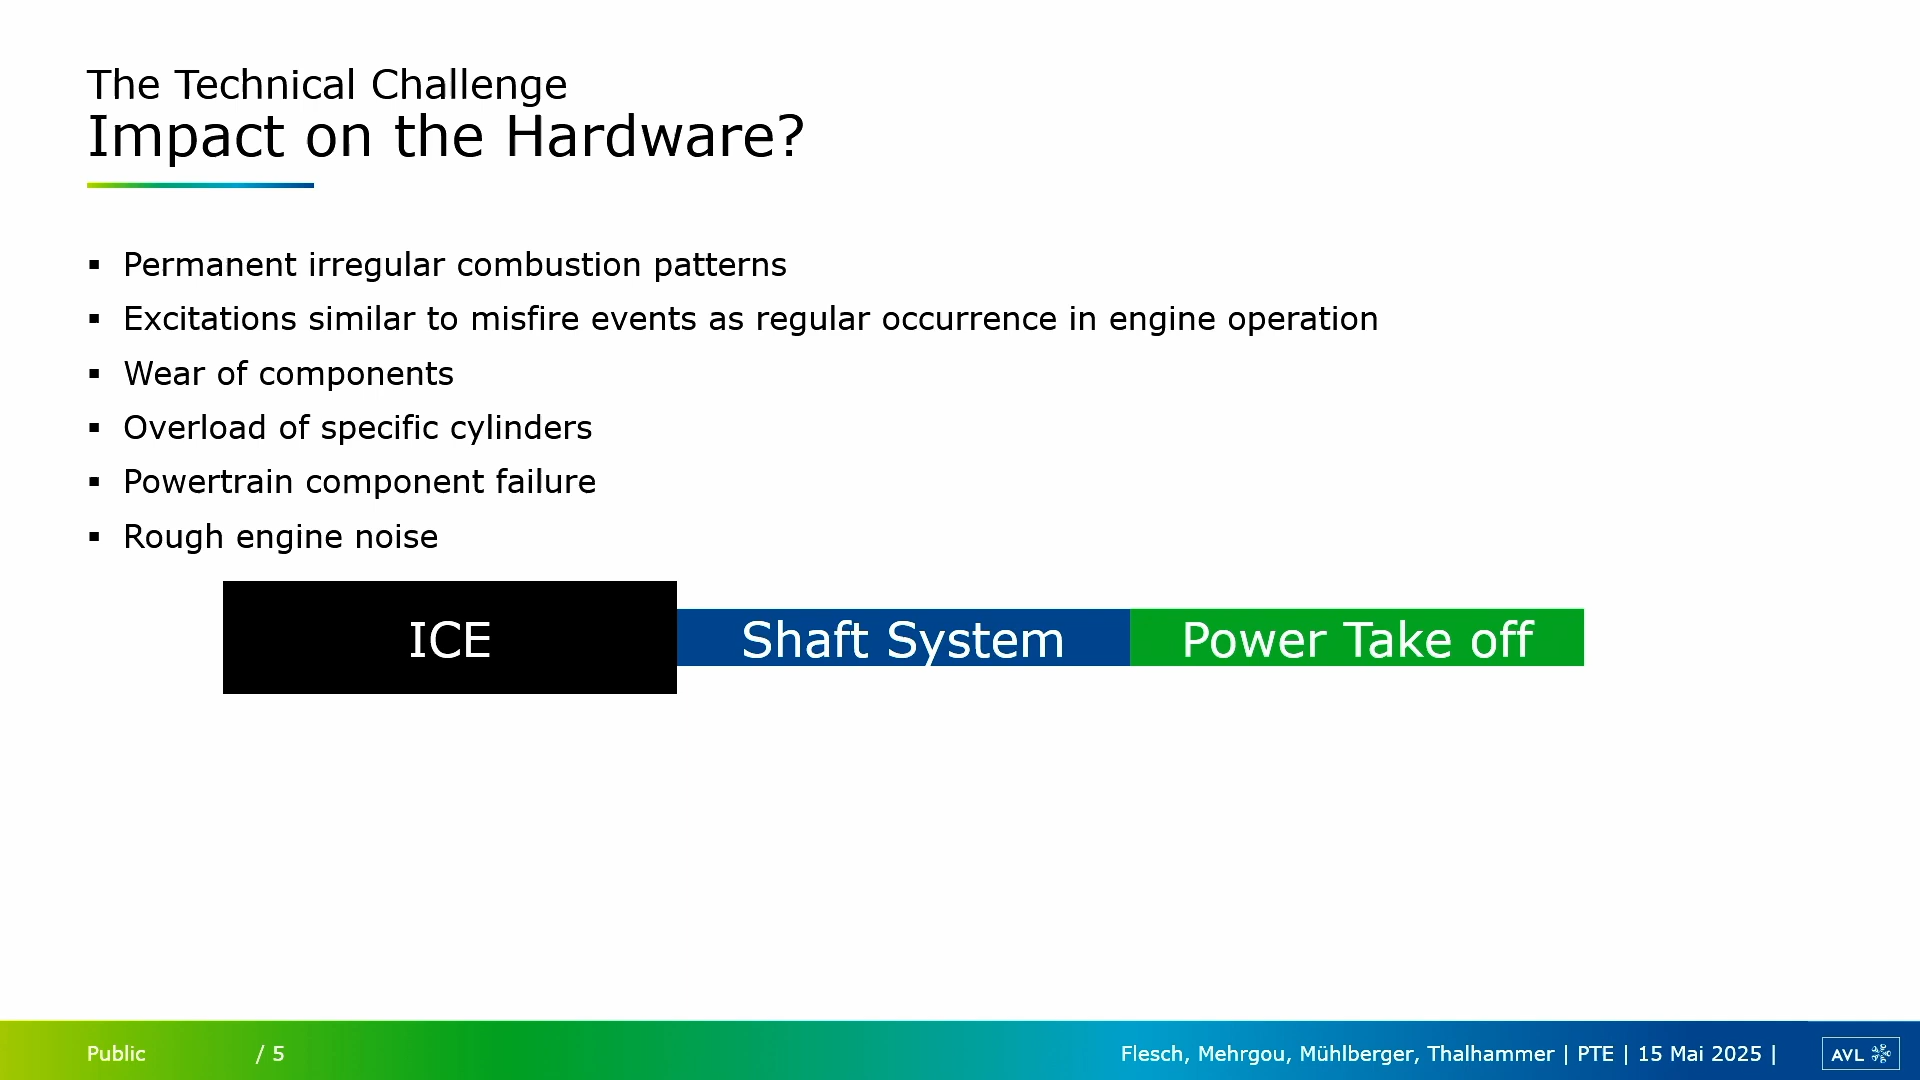 The Technical Challenge
Impact on the Hardware?
▪ Permanent irregular combustion patterns
▪ Excitations similar to misfire events as regular occurrence in engine operation
▪ Wear of components
▪ Overload of specific cylinders
▪ Powertrain component failure
▪ Rough engine noise
ICE
Shaft System
Power Take off
Public / 5
Flesch, Mehrgou, Mühlberger, Thalhammer | PTE | 15 Mai 2025 |
AVL